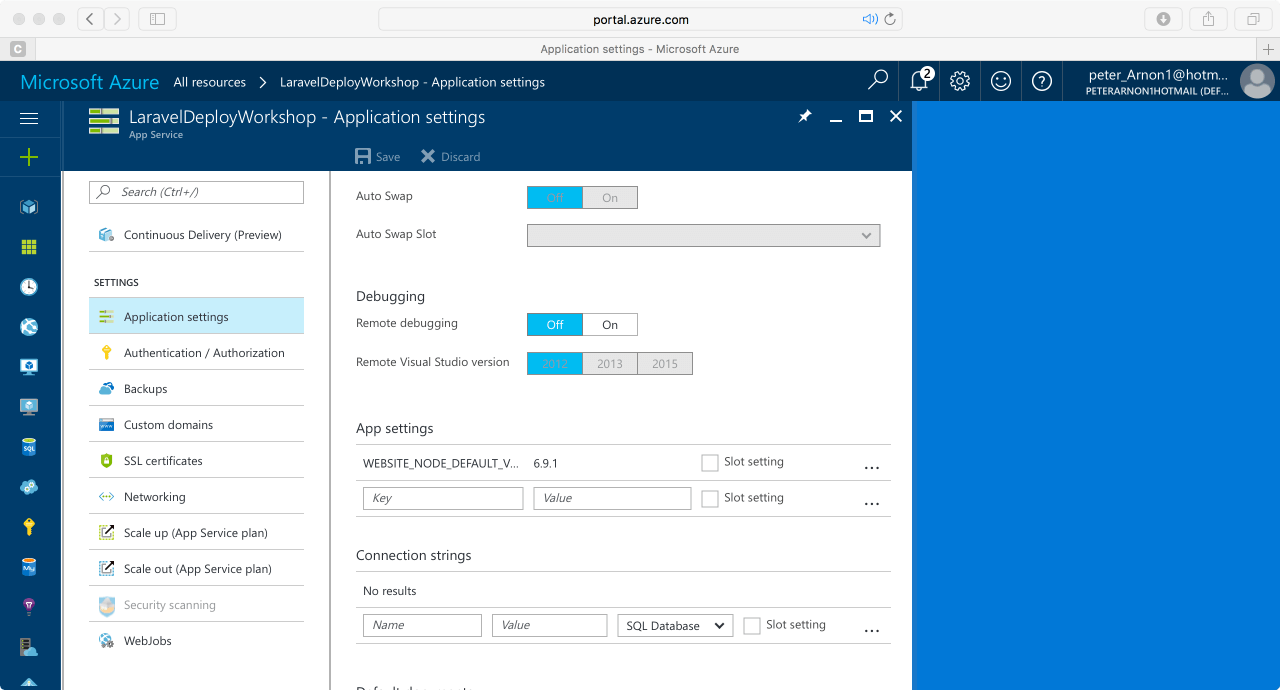 portal.azure.com
C
Application settings - Microsoft Azure
Microsoft Azure All resources LaravelDeployWorkshop - Application settings
2
peter_Arnon1@hotm...
PETERARNON1HOTMAIL (DEF...
LaravelDeployWorkshop - Application settings
App Service
Save Discard
Search (Ctrl+/)
Continuous Delivery (Preview)
SETTINGS
Application settings
Authentication / Authorization
Backups
Custom domains
SSL certificates
Networking
Scale up (App Service plan)
Scale out (App Service plan)
Security scanning
WebJobs
Auto Swap Off On
Auto Swap Slot
Debugging
Remote debugging Off On
Remote Visual Studio version 2012 2013 2015
App settings
WEBSITE_NODE_DEFAULT_V... 6.9.1 Slot setting ...
Key Value Slot setting ...
Connection strings
No results
Name Value SQL Database Slot setting ...